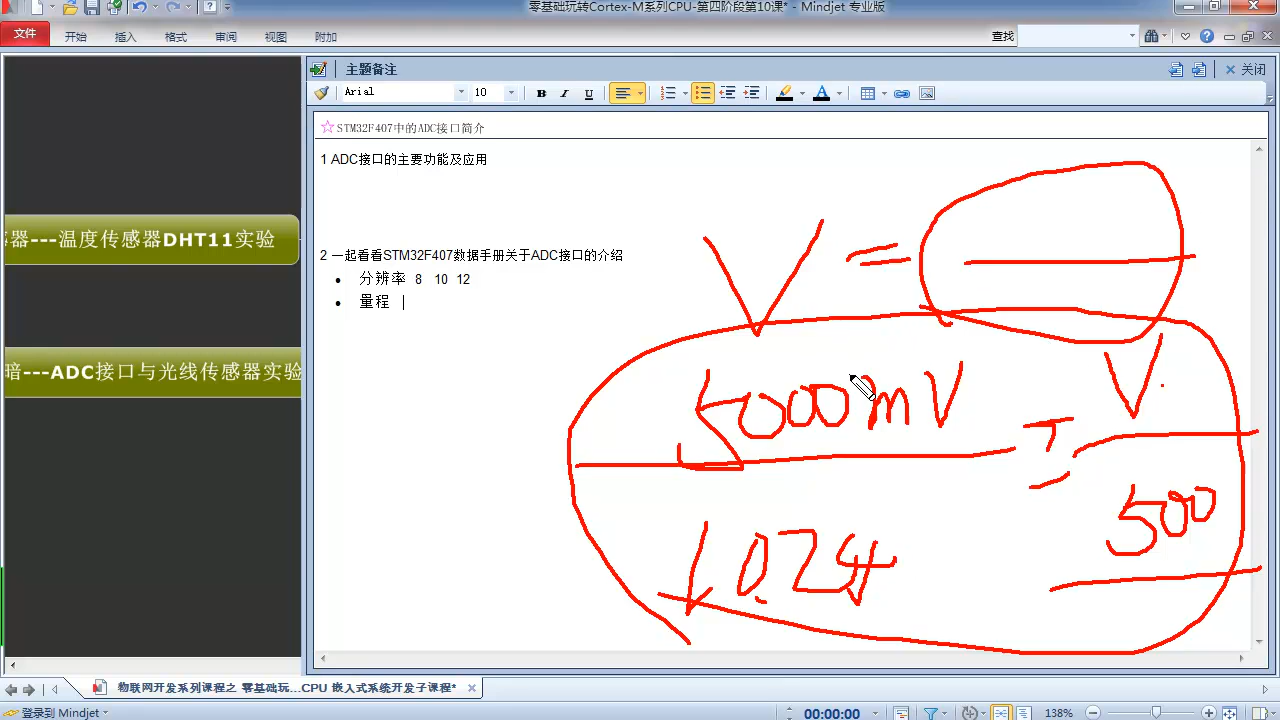 零基础玩转Cortex-M系列CPU-第四阶段第10课* - Mindjet 专业版
文件 开始 插入 格式 审阅 视图 附加 查找
主题备注 关闭
Arial 10 B I U
STM32F407中的ADC接口简介
1 ADC接口的主要功能及应用
器---温度传感器DHT11实验
2 一起看看STM32F407数据手册关于ADC接口的介绍
分辨率 8 10 12
量程
V =
暗---ADC接口与光线传感器实验
5000mV = V
1024 500
物联网开发系列课程之 零基础玩...CPU 嵌入式系统开发子课程*
登录到 Mindjet 00:00:00 138%